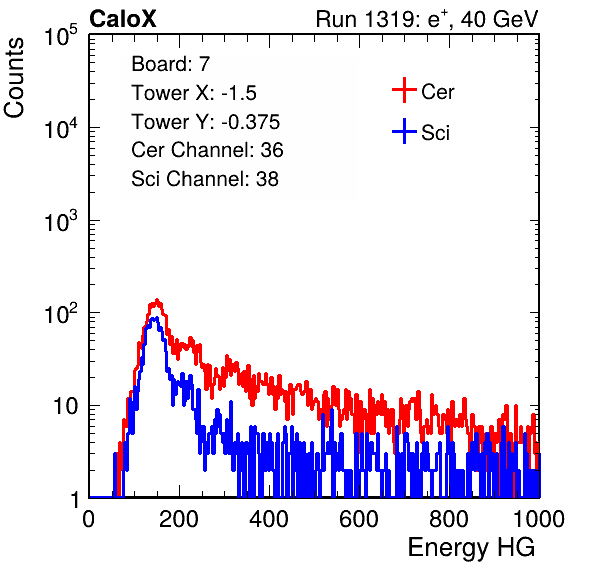 CaloX Run 1319: e⁺, 40 GeV
10⁵
Board: 7
Tower X: -1.5
Tower Y: -0.375
Cer Channel: 36
Sci Channel: 38
Cer
Sci
Counts
10⁴
10³
10²
10
1
0 200 400 600 800 1000
Energy HG